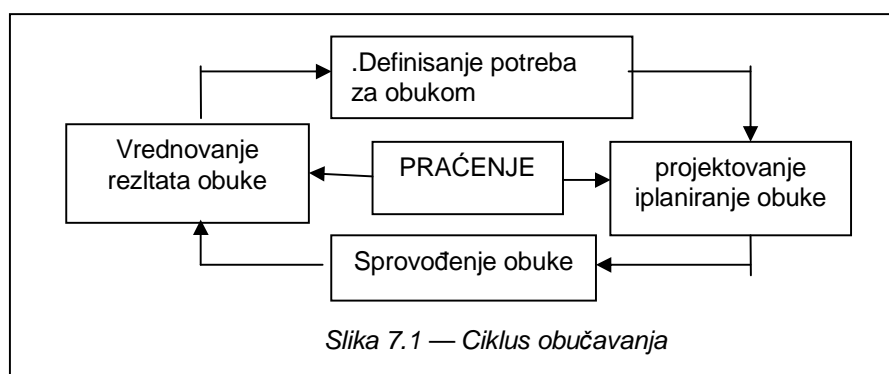 .Definisanje potreba
za obukom
Vrednovanje
rezltata obuke
PRAĆENJE
projektovanje
iplaniranje obuke
Sprovođenje obuke
Slika 7.1 — Ciklus obučavanja